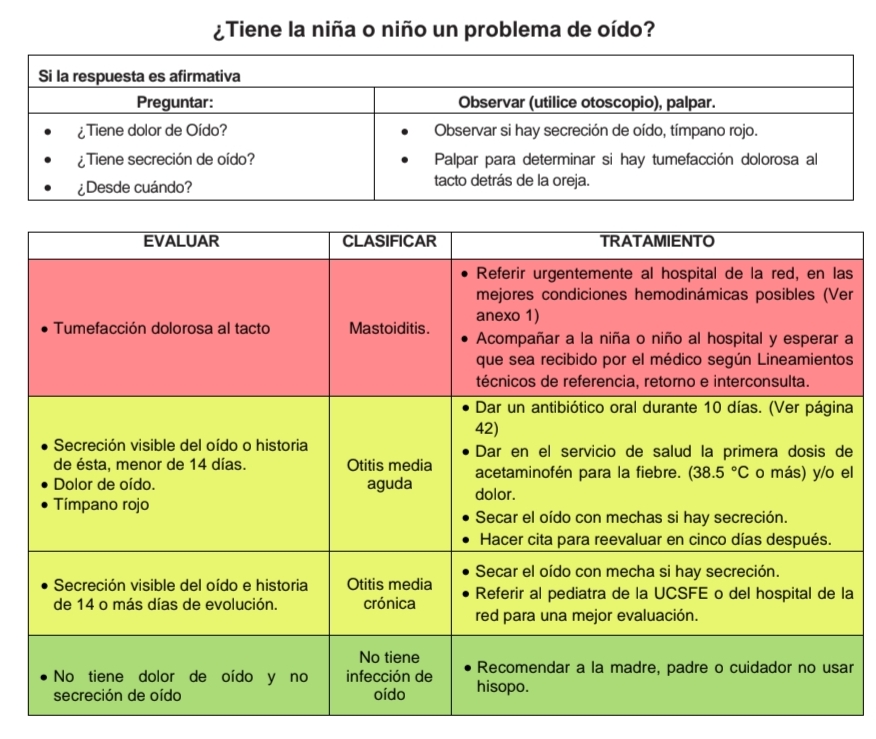 ¿Tiene la niña o niño un problema de oído?
Si la respuesta es afirmativa
Preguntar:
• ¿Tiene dolor de Oído?
• ¿Tiene secreción de oído?
• ¿Desde cuándo?
Observar (utilice otoscopio), palpar.
• Observar si hay secreción de oído, tímpano rojo.
• Palpar para determinar si hay tumefacción dolorosa al
tacto detrás de la oreja.
EVALUAR
CLASIFICAR
TRATAMIENTO
• Tumefacción dolorosa al tacto
Mastoiditis.
• Referir urgentemente al hospital de la red, en las
mejores condiciones hemodinámicas posibles (Ver
anexo 1)
• Acompañar a la niña o niño al hospital y esperar a
que sea recibido por el médico según Lineamientos
técnicos de referencia, retorno e interconsulta.
• Secreción visible del oído o historia
de ésta, menor de 14 días.
• Dolor de oído.
• Tímpano rojo
Otitis media
aguda
• Dar un antibiótico oral durante 10 días. (Ver página
42)
• Dar en el servicio de salud la primera dosis de
acetaminofén para la fiebre. (38.5 °C o más) y/o el
dolor.
• Secar el oído con mechas si hay secreción.
• Hacer cita para reevaluar en cinco días después.
• Secreción visible del oído e historia
de 14 o más días de evolución.
Otitis media
crónica
• Secar el oído con mecha si hay secreción.
• Referir al pediatra de la UCSFE o del hospital de la
red para una mejor evaluación.
• No tiene dolor de oído y no
secreción de oído
No tiene
infección de
oído
• Recomendar a la madre, padre o cuidador no usar
hisopo.